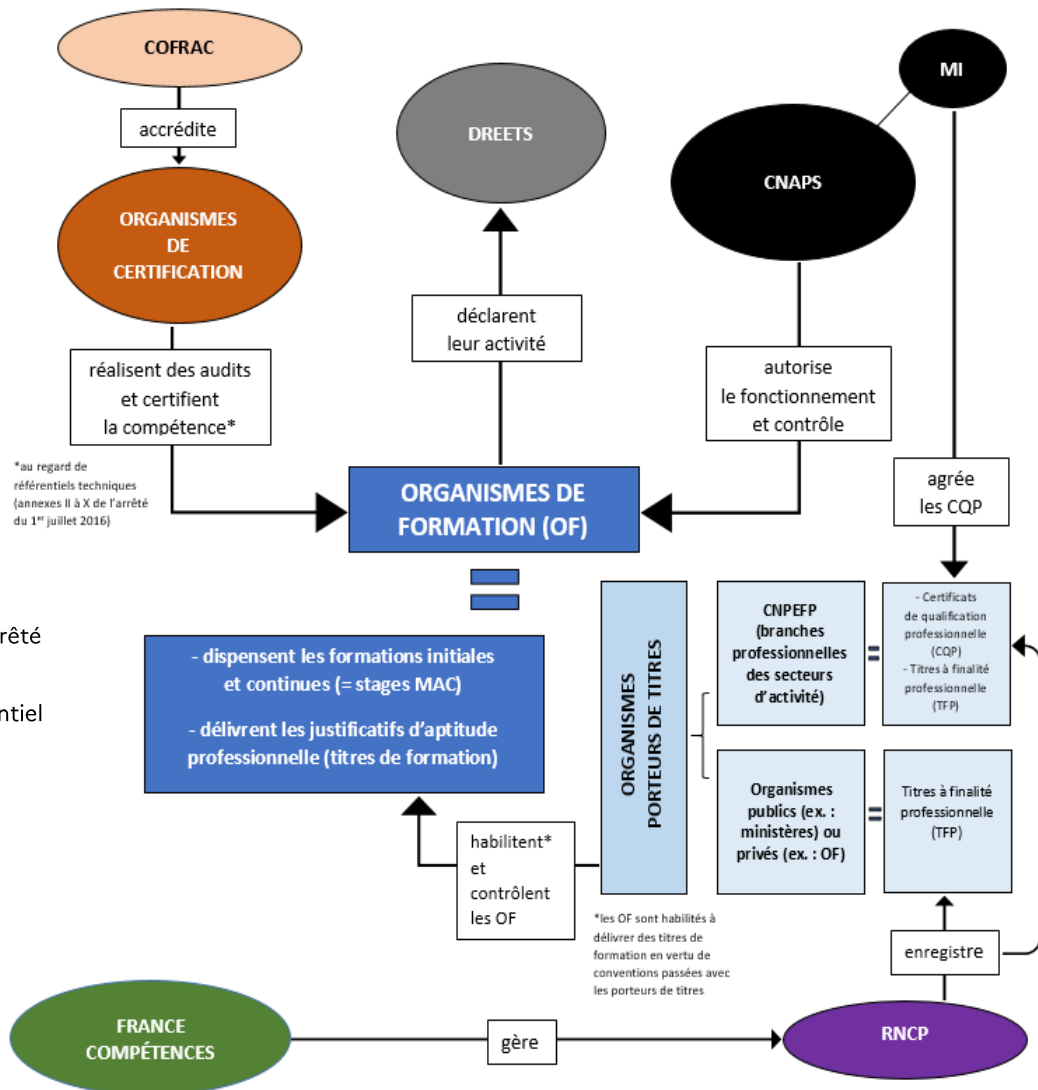 COFRAC
MI
accrédite
DREETS
CNAPS
ORGANISMES
DE
CERTIFICATION
déclarent
leur activité
réalisent des audits
et certifient
la compétence*
autorise
le fonctionnement
et contrôle
*au regard de
référentiels techniques
(annexes II à X de l'arrêté
du 1er juillet 2016)
ORGANISMES DE
FORMATION (OF)
agrée
les CQP
rêté
ntiel
- dispensent les formations initiales
et continues (= stages MAC)
- délivrent les justificatifs d'aptitude
professionnelle (titres de formation)
ORGANISMES
PORTEURS DE TITRES
CNPEFP
(branches
professionnelles
des secteurs
d'activité)
=
- Certificats
de qualification
professionnelle
(CQP)
- Titres à finalité
professionnelle
(TFP)
Organismes
publics (ex. :
ministères) ou
privés (ex. : OF)
=
Titres à finalité
professionnelle
(TFP)
habilitent*
et
contrôlent
les OF
*les OF sont habilités à
délivrer des titres de
formation en vertu de
conventions passées avec
les porteurs de titres
enregistre
FRANCE
COMPÉTENCES
gère
RNCP